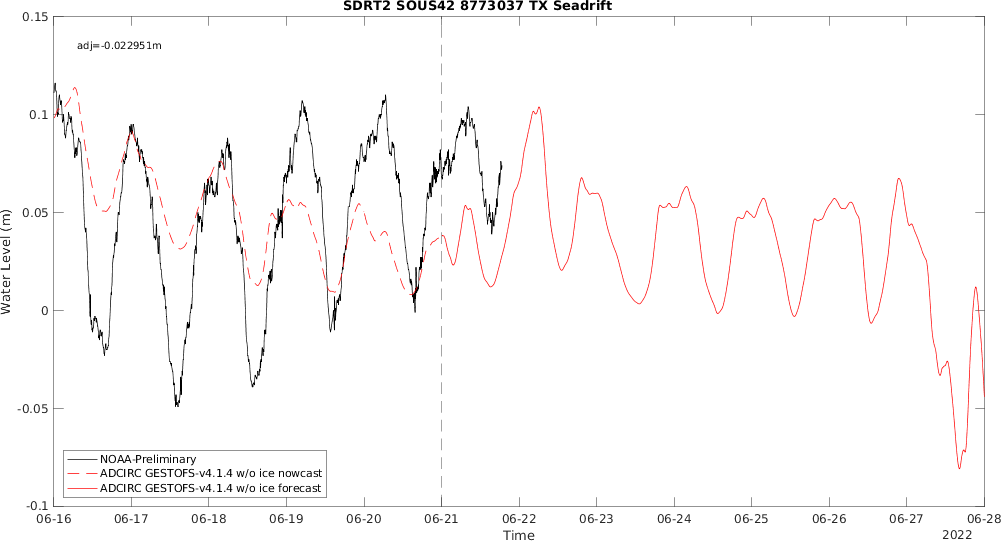 SDRT2 SOUS42 8773037 TX Seadrift
0.15
adj=-0.022951m
0.1
0.05
0
-0.05
-0.1
Water Level (m)
NOAA-Preliminary
ADCIRC GESTOFS-v4.1.4 w/o ice nowcast
ADCIRC GESTOFS-v4.1.4 w/o ice forecast
06-16 06-17 06-18 06-19 06-20 06-21 06-22 06-23 06-24 06-25 06-26 06-27 06-28
Time
2022